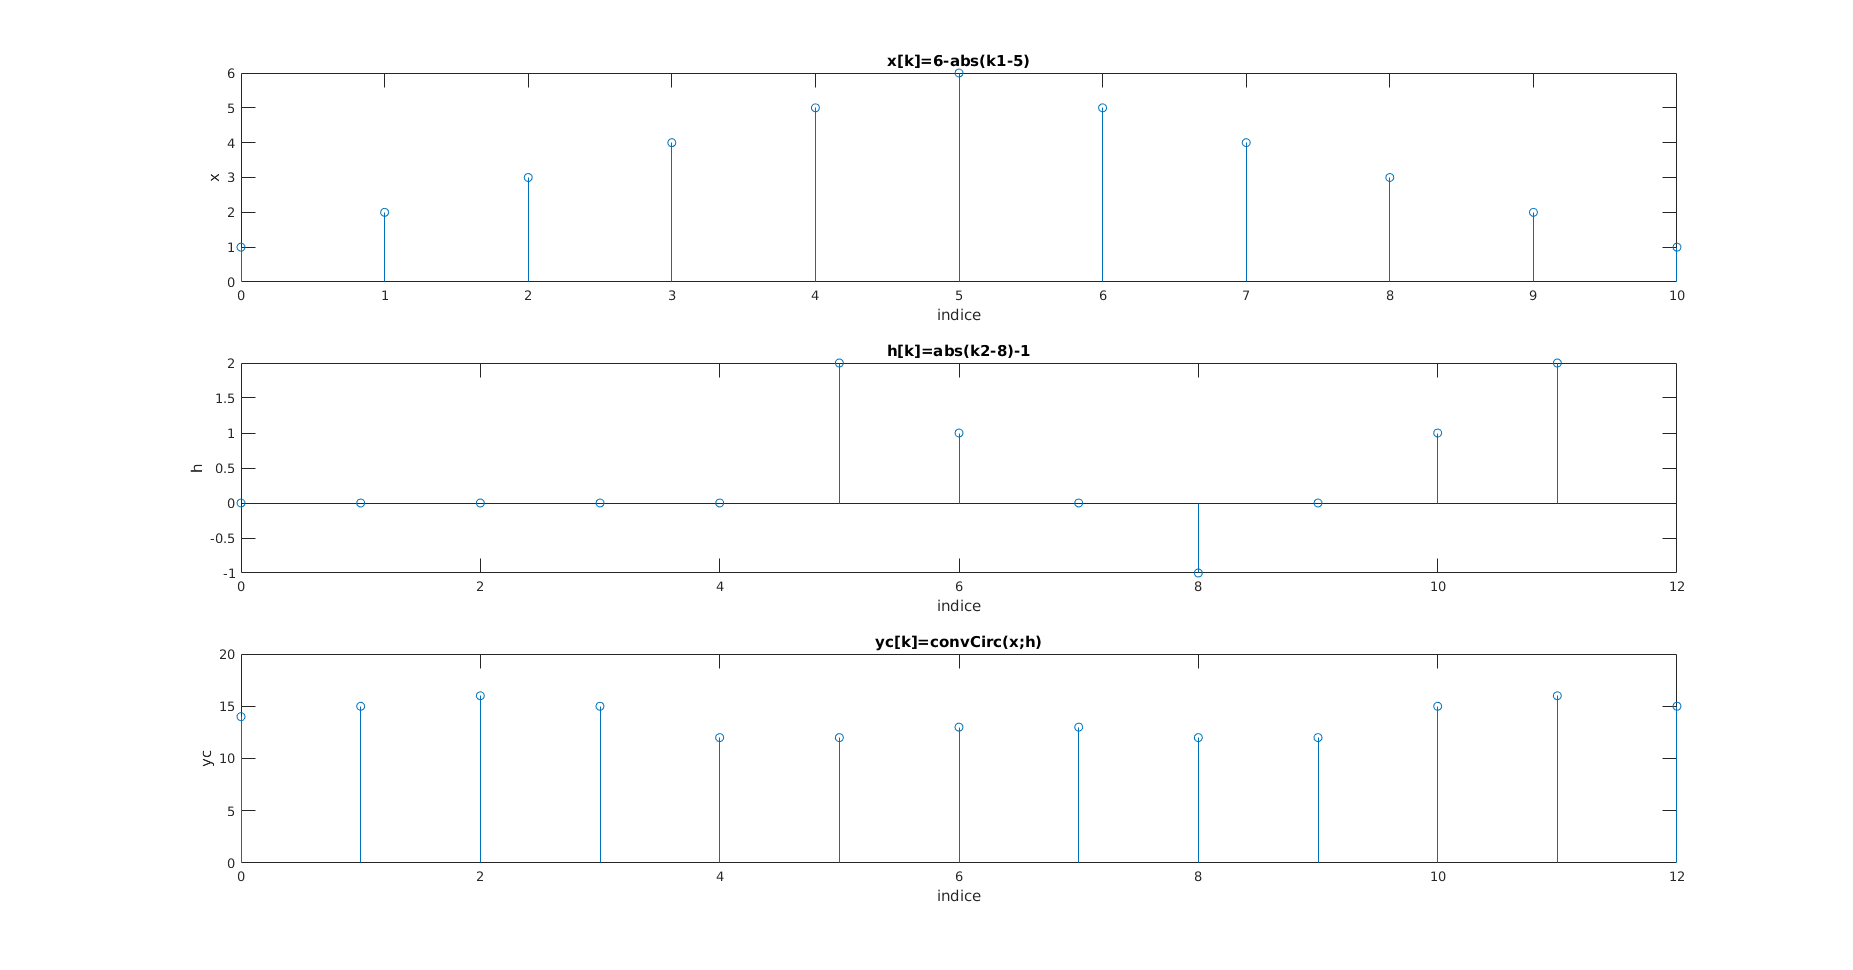 x[k]=6-abs(k1-5)
6
5
4
3
2
1
0
x
0 1 2 3 4 5 6 7 8 9 10
indice
h[k]=abs(k2-8)-1
2
1.5
1
0.5
0
-0.5
-1
h
0 2 4 6 8 10 12
indice
yc[k]=convCirc(x;h)
20
15
10
5
0
yc
0 2 4 6 8 10 12
indice